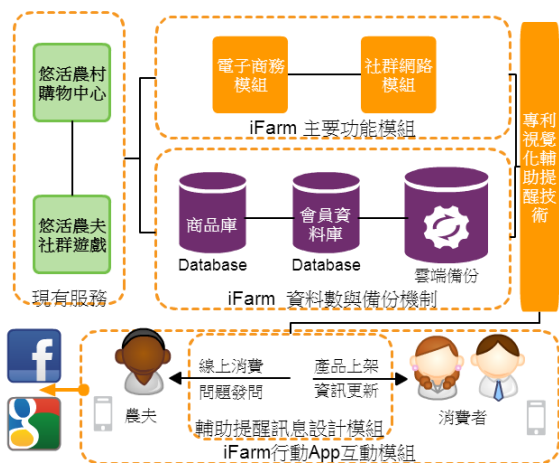 悠活農村
購物中心
悠活農夫
社群遊戲
現有服務
電子商務
模組
社群網路
模組
iFarm 主要功能模組
商品庫
Database
會員資
料庫
Database
雲端備份
iFarm 資料數與備份機制
專利視覺化輔助提醒技術
線上消費
問題發問
產品上架
資訊更新
農夫
消費者
輔助提醒訊息設計模組
iFarm行動App互動模組
f
g